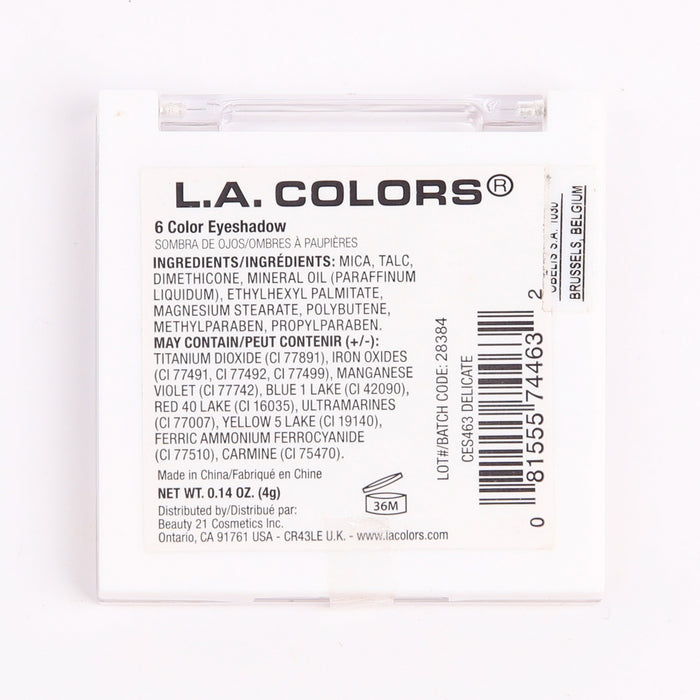 L.A. COLORS®
6 Color Eyeshadow
SOMBRA DE OJOS/OMBRES À PAUPIÈRES
INGREDIENTS/INGRÉDIENTS: MICA, TALC,
DIMETHICONE, MINERAL OIL (PARAFFINUM
LIQUIDUM), ETHYLHEXYL PALMITATE,
MAGNESIUM STEARATE, POLYBUTENE,
METHYLPARABEN, PROPYLPARABEN.
MAY CONTAIN/PEUT CONTENIR (+/-):
TITANIUM DIOXIDE (CI 77891), IRON OXIDES
(CI 77491, CI 77492, CI 77499), MANGANESE
VIOLET (CI 77742), BLUE 1 LAKE (CI 42090),
RED 40 LAKE (CI 16035), ULTRAMARINES
(CI 77007), YELLOW 5 LAKE (CI 19140),
FERRIC AMMONIUM FERROCYANIDE
(CI 77510), CARMINE (CI 75470).
Made in China/Fabriqué en Chine
NET WT. 0.14 OZ. (4g)
Distributed by/Distribué par:
Beauty 21 Cosmetics Inc.
Ontario, CA 91761 USA - CR43LE U.K. - www.lacolors.com
36M
LOT#/BATCH CODE: 28384
CES463 DELICATE
0 81555 74463 2
OBELIS S.A. 1030
BRUSSELS, BELGIUM